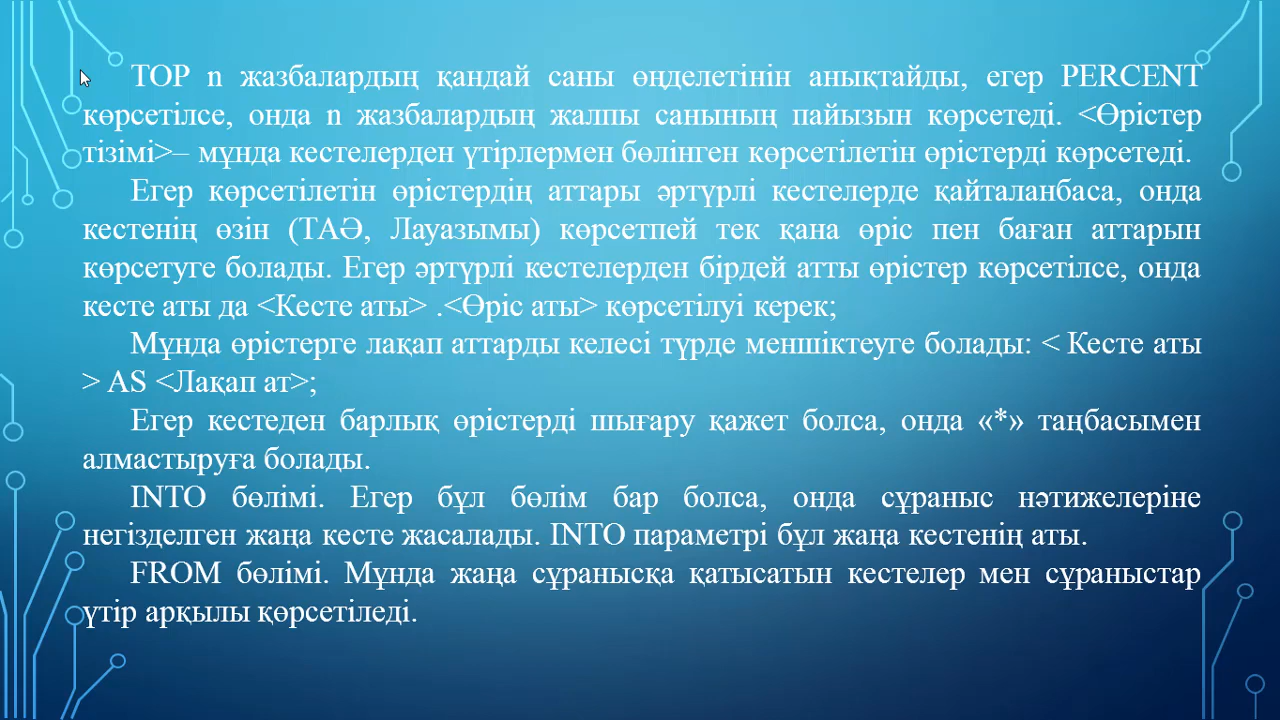 TOP n жазбалардың қандай саны өңделетінін анықтайды, егер PERCENT
көрсетілсе, онда n жазбалардың жалпы санының пайызын көрсетеді. <Өрістер
тізімі>– мұнда кестелерден үтірлермен бөлінген көрсетілетін өрістерді көрсетеді.
Егер көрсетілетін өрістердің аттары әртүрлі кестелерде қайталанбаса, онда
кестенің өзін (ТАӘ, Лауазымы) көрсетпей тек қана өріс пен баған аттарын
көрсетуге болады. Егер әртүрлі кестелерден бірдей атты өрістер көрсетілсе, онда
кесте аты да <Кесте аты> .<Өріс аты> көрсетілуі керек;
Мұнда өрістерге лақап аттарды келесі түрде меншіктеуге болады: < Кесте аты
> AS <Лақап ат>;
Егер кестеден барлық өрістерді шығару қажет болса, онда «*» таңбасымен
алмастыруға болады.
INTO бөлімі. Егер бұл бөлім бар болса, онда сұраныс нәтижелеріне
негізделген жаңа кесте жасалады. INTO параметрі бұл жаңа кестенің аты.
FROM бөлімі. Мұнда жаңа сұранысқа қатысатын кестелер мен сұраныстар
үтір арқылы қөрсетіледі.